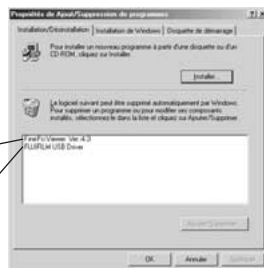 Propriétés de Ajout/Suppression de programmes
Installation/Désinstallation
Installation de Windows
Disquette de démarrage
Pour installer un nouveau programme à partir d'une disquette ou d'un
CD-ROM, cliquez sur Installer.
Installer...
Le logiciel suivant peut être supprimé automatiquement par Windows.
Pour supprimer un programme ou pour modifier ses composants
installés, sélectionnez-le dans la liste et cliquez sur Ajouter/Supprimer.
FinePixViewer Ver.4.3
FUJIFILM USB Driver
Ajouter/Supprimer...
OK
Annuler
Appliquer